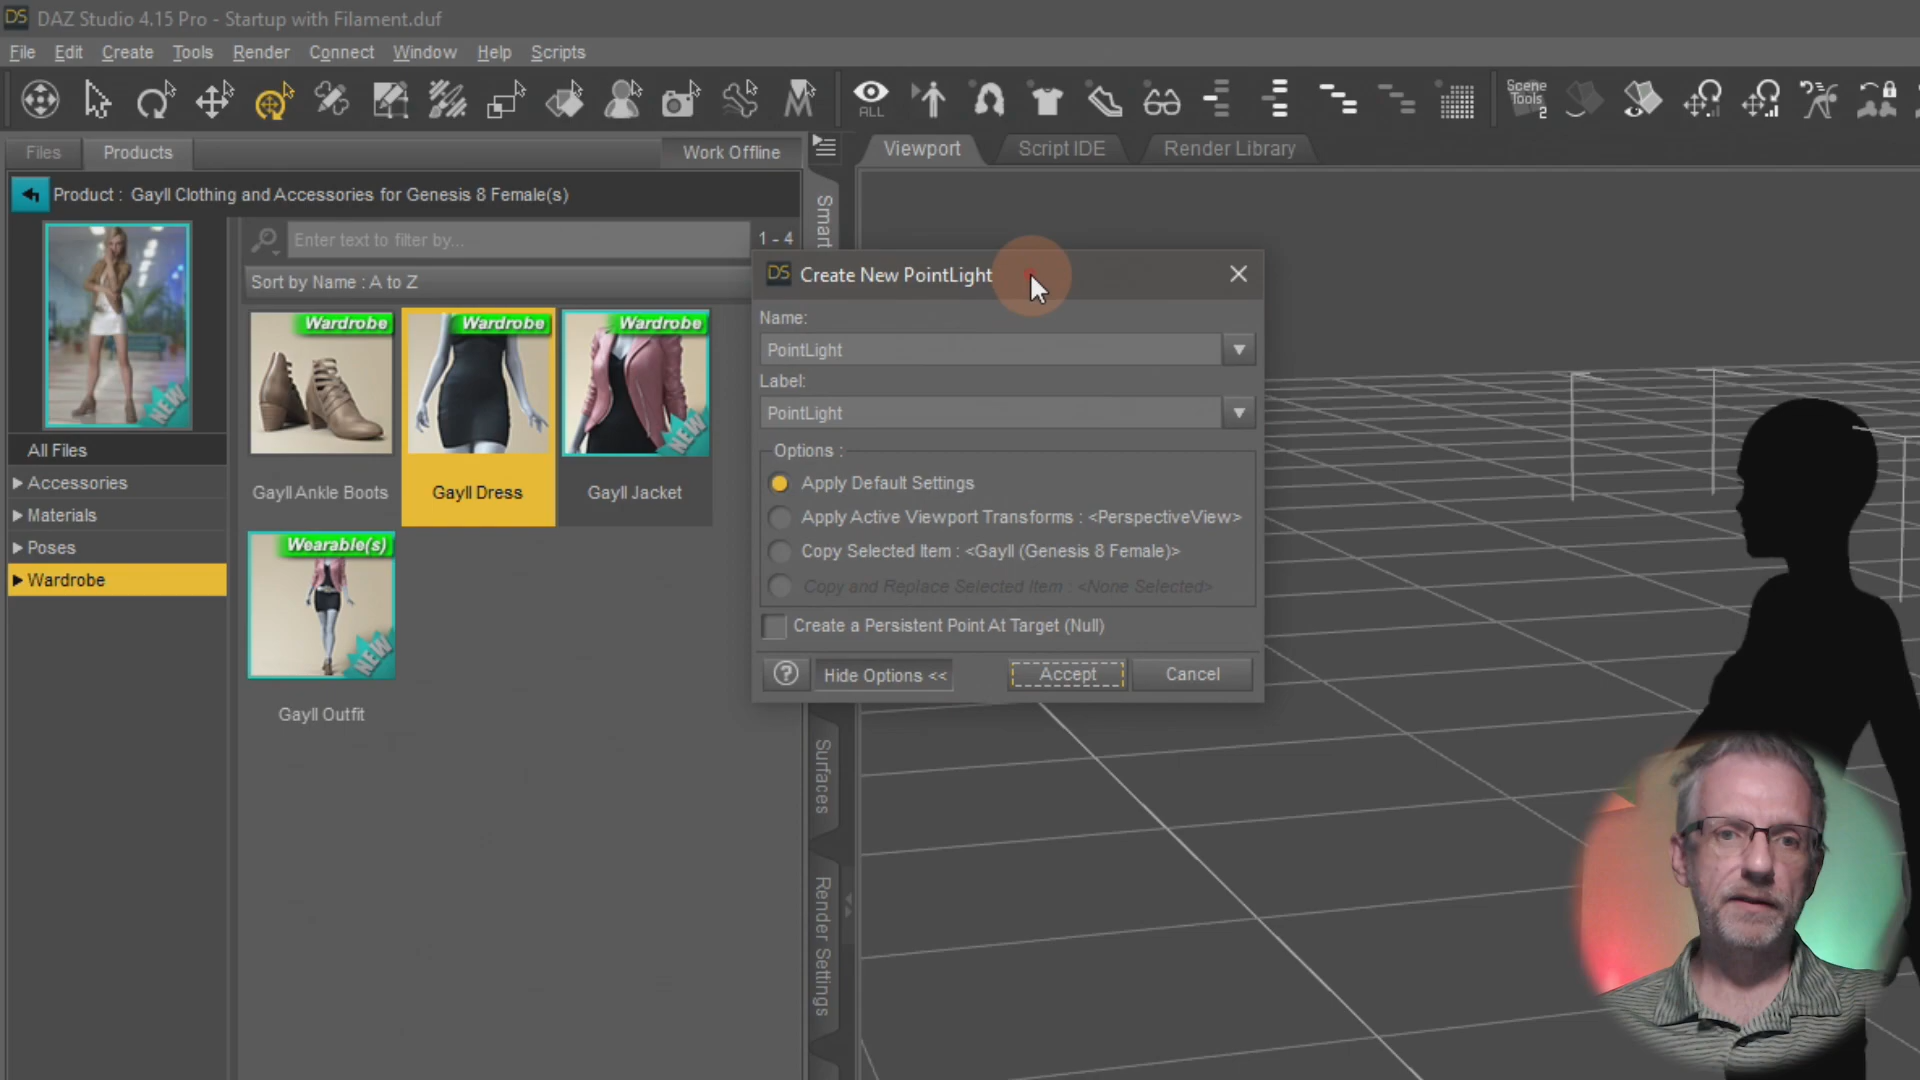 DS DAZ Studio 4.15 Pro - Startup with Filament.duf
File Edit Create Tools Render Connect Window Help Scripts
ALL
Scene
Tools
2
Files Products Work Offline
Viewport Script IDE Render Library
Product : Gayll Clothing and Accessories for Genesis 8 Female(s)
Smart
Enter text to filter by...
1 - 4
Sort by Name : A to Z
NEW
All Files
Accessories
Materials
Poses
Wardrobe
Wardrobe
Gayll Ankle Boots
Wardrobe
Gayll Dress
Wardrobe
NEW
Gayll Jacket
Wearable(s)
NEW
Gayll Outfit
DS Create New PointLight
Name:
PointLight
Label:
PointLight
Options :
Apply Default Settings
Apply Active Viewport Transforms : <PerspectiveView>
Copy Selected Item : <Gayll (Genesis 8 Female)>
Copy and Replace Selected Item : <None Selected>
Create a Persistent Point At Target (Null)
? Hide Options << Accept Cancel
Surfaces
Render Settings